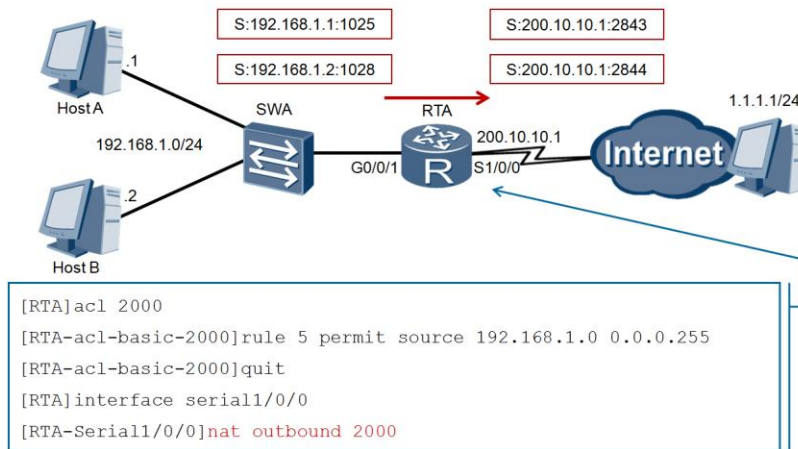 S:192.168.1.1:1025
S:200.10.10.1:2843
S:192.168.1.2:1028
S:200.10.10.1:2844
.1
Host A
SWA
RTA
1.1.1.1/24
192.168.1.0/24
200.10.10.1
Internet
G0/0/1
R
S1/0/0
.2
Host B
[RTA]acl 2000
[RTA-acl-basic-2000]rule 5 permit source 192.168.1.0 0.0.0.255
[RTA-acl-basic-2000]quit
[RTA]interface serial1/0/0
[RTA-Serial1/0/0]nat outbound 2000